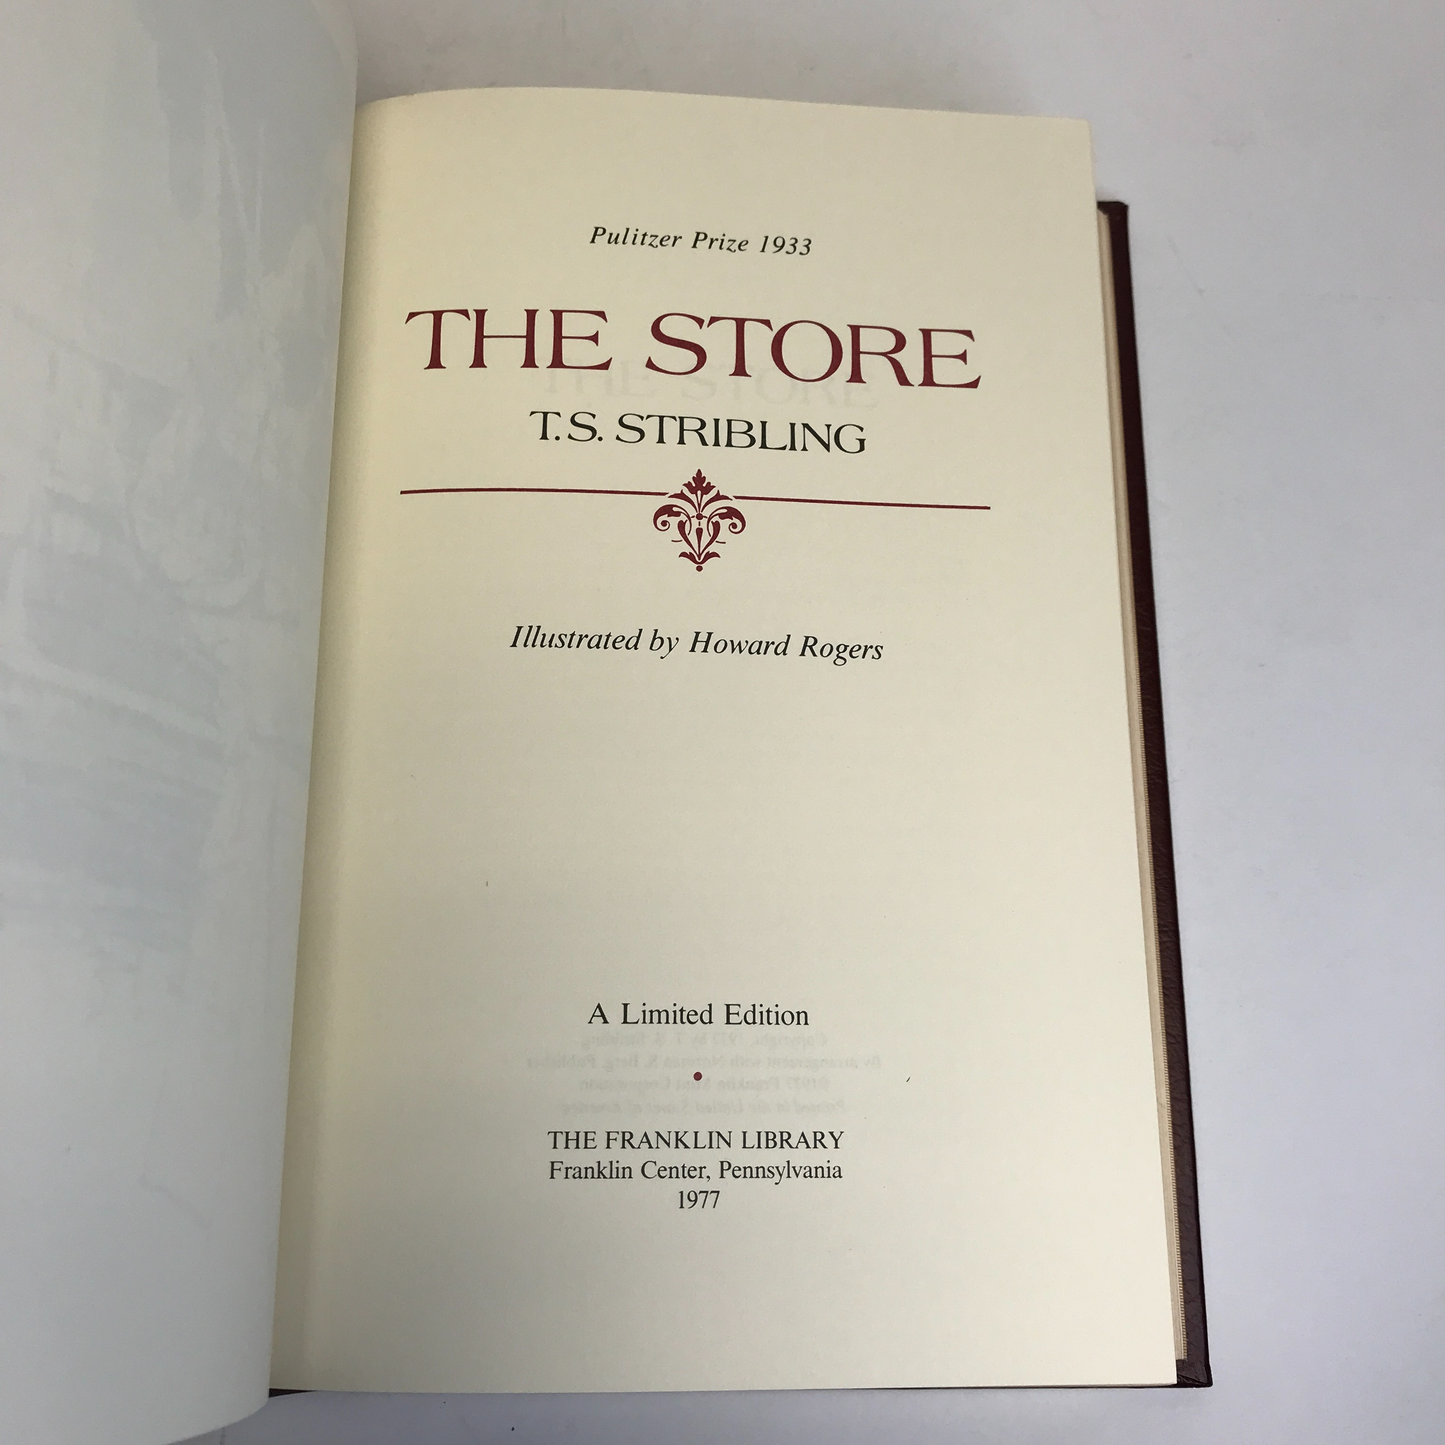 Pulitzer Prize 1933
THE STORE
T.S. STRIBLING
Illustrated by Howard Rogers
A Limited Edition
THE FRANKLIN LIBRARY
Franklin Center, Pennsylvania
1977